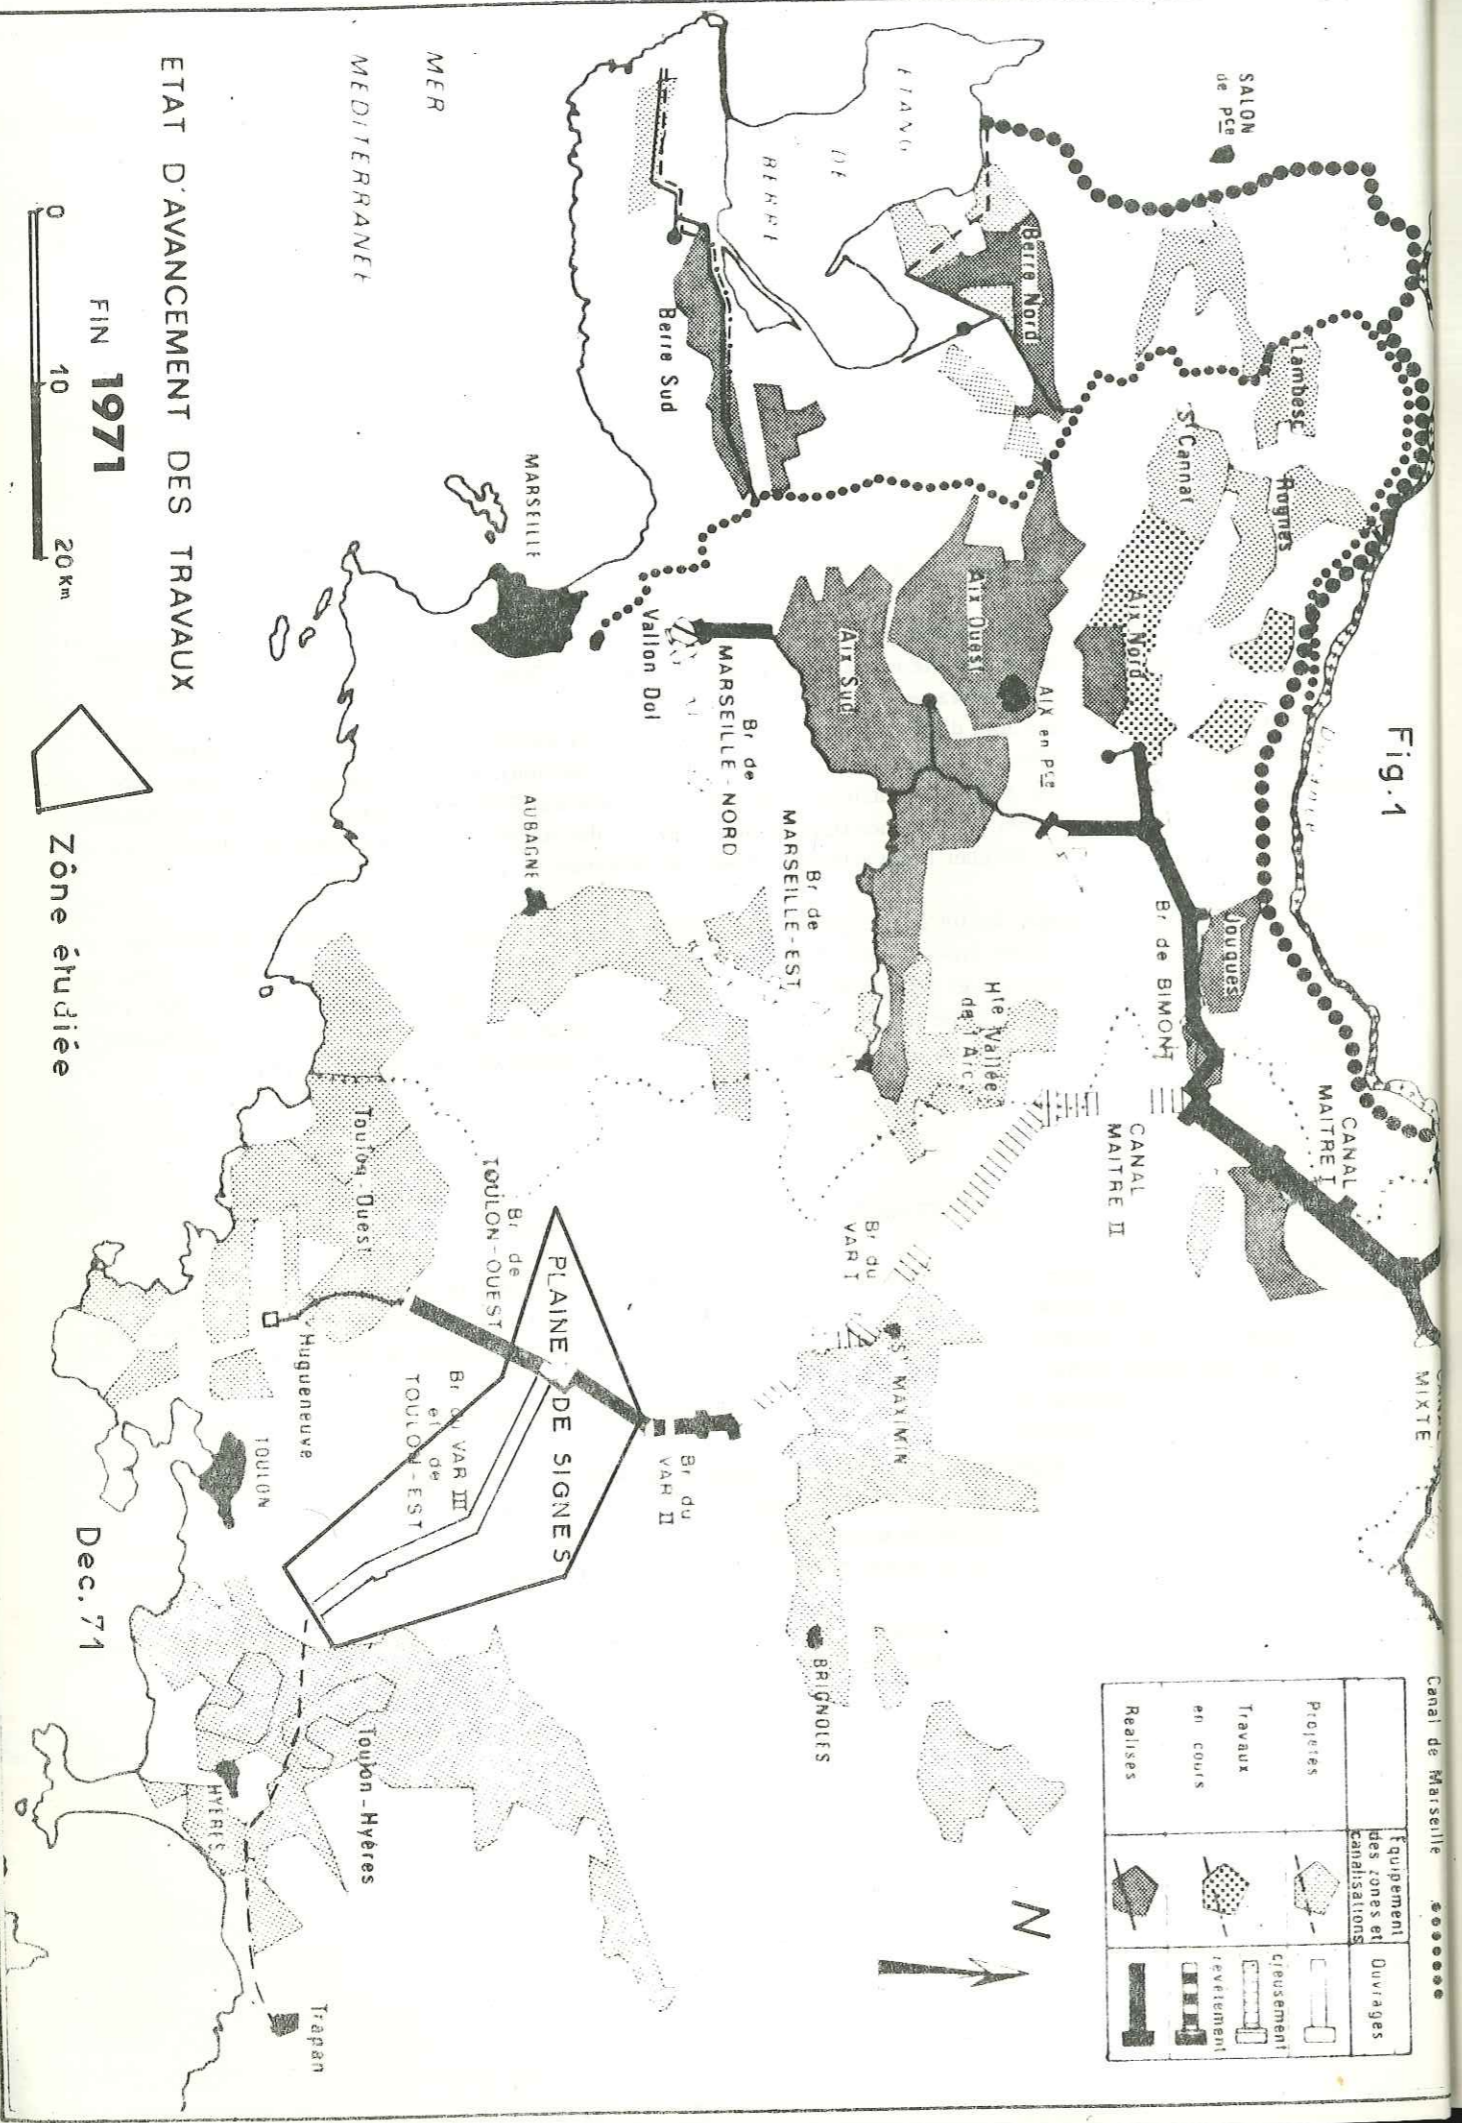 Fig.1
SALON
de Pce
ETANG
DE
BERRE
MER
MEDITERRANEE
Berre Nord
Berre Sud
Lambesc
St Cannat
Rognes
Durance
Aix Nord
Aix Ouest
Aix Sud
AIX en Pce
MARSEILLE
Vallon Dol
Br de
MARSEILLE-NORD
Br de
MARSEILLE-EST
AUBAGNE
Jouques
Br de BIMONT
Hte Vallée
de l'Arc
CANAL
MAITRE I
CANAL
MAITRE II
MIXTE
Br du
VAR I
St MAXIMIN
Br du
VAR II
BRIGNOLES
Br de
TOULON-OUEST
PLAINE DE SIGNES
Br du VAR III
et de
TOULON-EST
Toulon-Ouest
Hugueneuve
TOULON
Toulon-Hyères
HYERES
Trapan
N
ETAT D'AVANCEMENT DES TRAVAUX
FIN 1971
0 10 20 Km
Zône étudiée
Dec. 71
Canal de Marseille
Equipement
des zones et
canalisations
Ouvrages
Projetés
Travaux
en cours
creusement
revêtement
Realises